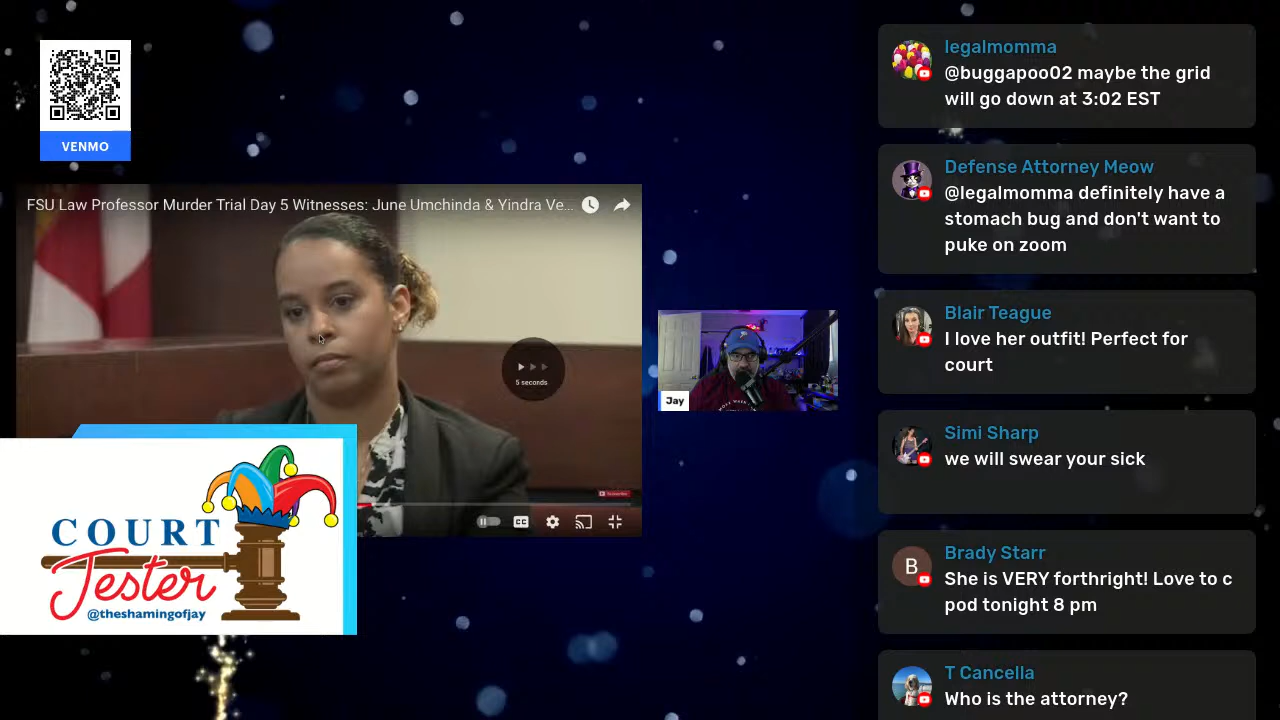 VENMO
FSU Law Professor Murder Trial Day 5 Witnesses: June Umchinda & Yindra Ve...
5 seconds
CC
COURT
Jester
@theshamingofjay
Jay
legalmomma
@buggapoo02 maybe the grid
will go down at 3:02 EST
Defense Attorney Meow
@legalmomma definitely have a
stomach bug and don't want to
puke on zoom
Blair Teague
I love her outfit! Perfect for
court
Simi Sharp
we will swear your sick
B
Brady Starr
She is VERY forthright! Love to c
pod tonight 8 pm
T Cancella
Who is the attorney?